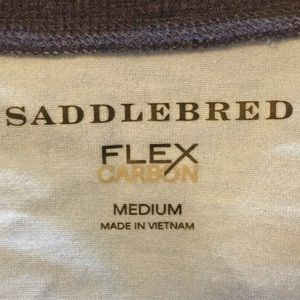 SADDLEBRED
FLEX
CARBON
MEDIUM
MADE IN VIETNAM